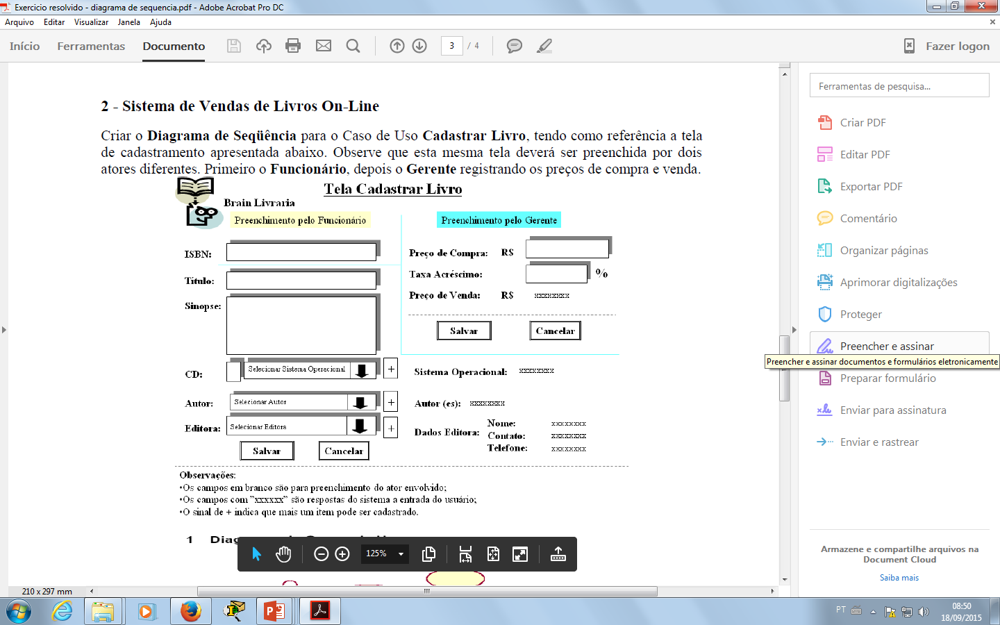 Exercicio resolvido - diagrama de sequencia.pdf - Adobe Acrobat Pro DC
Arquivo Editar Visualizar Janela Ajuda
Início Ferramentas Documento 3 / 4 Fazer logon
2 - Sistema de Vendas de Livros On-Line
Criar o Diagrama de Seqüência para o Caso de Uso Cadastrar Livro, tendo como referência a tela
de cadastramento apresentada abaixo. Observe que esta mesma tela deverá ser preenchida por dois
atores diferentes. Primeiro o Funcionário, depois o Gerente registrando os preços de compra e venda.
Tela Cadastrar Livro
Brain Livraria
Preenchimento pelo Funcionário
ISBN:
Título:
Sinopse:
CD: Selecionar Sistema Operacional +
Autor: Selecionar Autor +
Editora: Selecionar Editora +
Salvar Cancelar
Preenchimento pelo Gerente
Preço de Compra: R$
Taxa Acréscimo: %
Preço de Venda: R$ xxxxxxxx
Salvar Cancelar
Sistema Operacional: xxxxxxxx
Autor (es): xxxxxxxx
Dados Editora:
Nome: xxxxxxxx
Contato: xxxxxxxx
Telefone: xxxxxxxx
Observações:
•Os campos em branco são para preenchimento do ator envolvido;
•Os campos com "xxxxxx" são respostas do sistema a entrada do usuário;
•O sinal de + indica que mais um item pode ser cadastrado.
1
125%
210 x 297 mm
Ferramentas de pesquisa...
Criar PDF
Editar PDF
Exportar PDF
Comentário
Organizar páginas
Aprimorar digitalizações
Proteger
Preencher e assinar
Preencher e assinar documentos e formulários eletronicamente
Preparar formulário
Enviar para assinatura
Enviar e rastrear
Armazene e compartilhe arquivos na
Document Cloud
Saiba mais
PT
08:50
18/09/2015